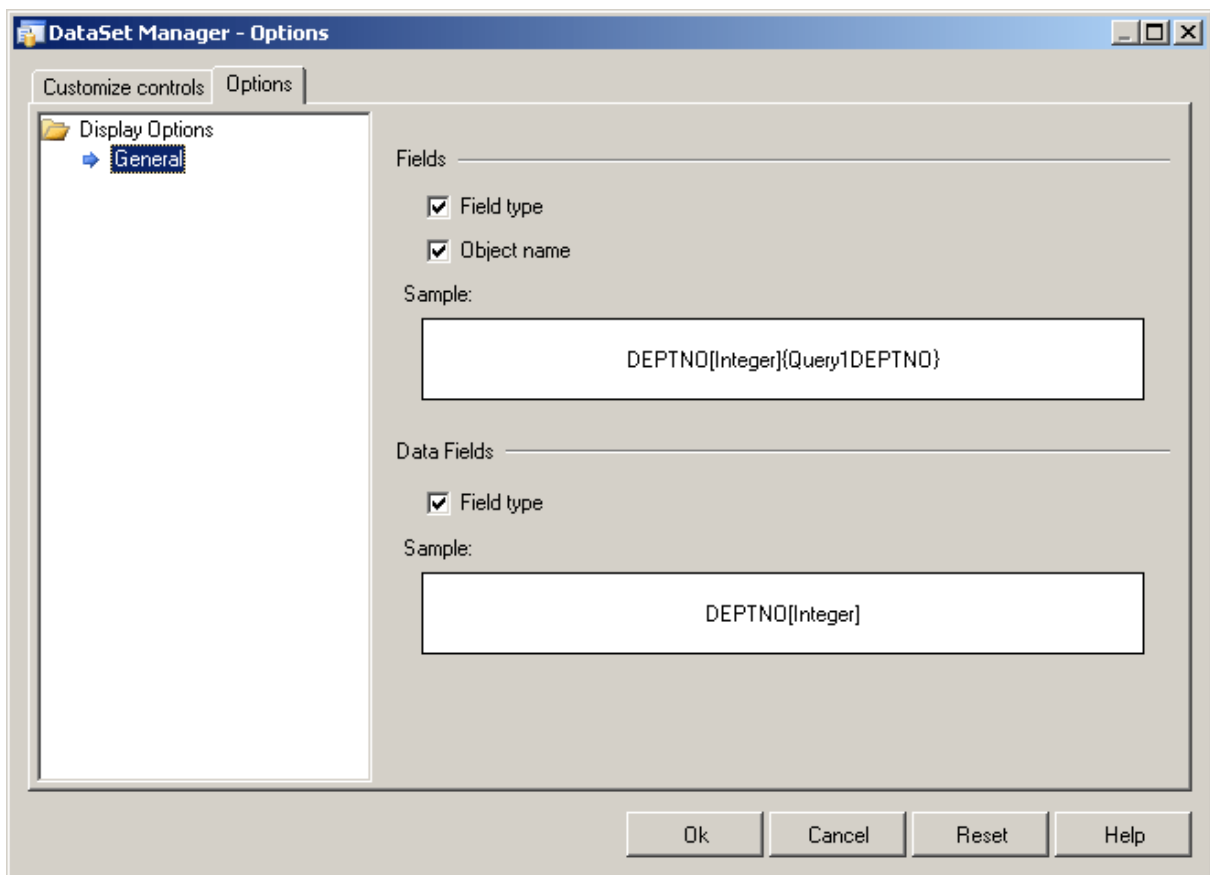 DataSet Manager - Options
Customize controls
Options
Display Options
General
Fields
Field type
Object name
Sample:
DEPTNO[Integer]{Query1DEPTNO}
Data Fields
Field type
Sample:
DEPTNO[Integer]
Ok
Cancel
Reset
Help